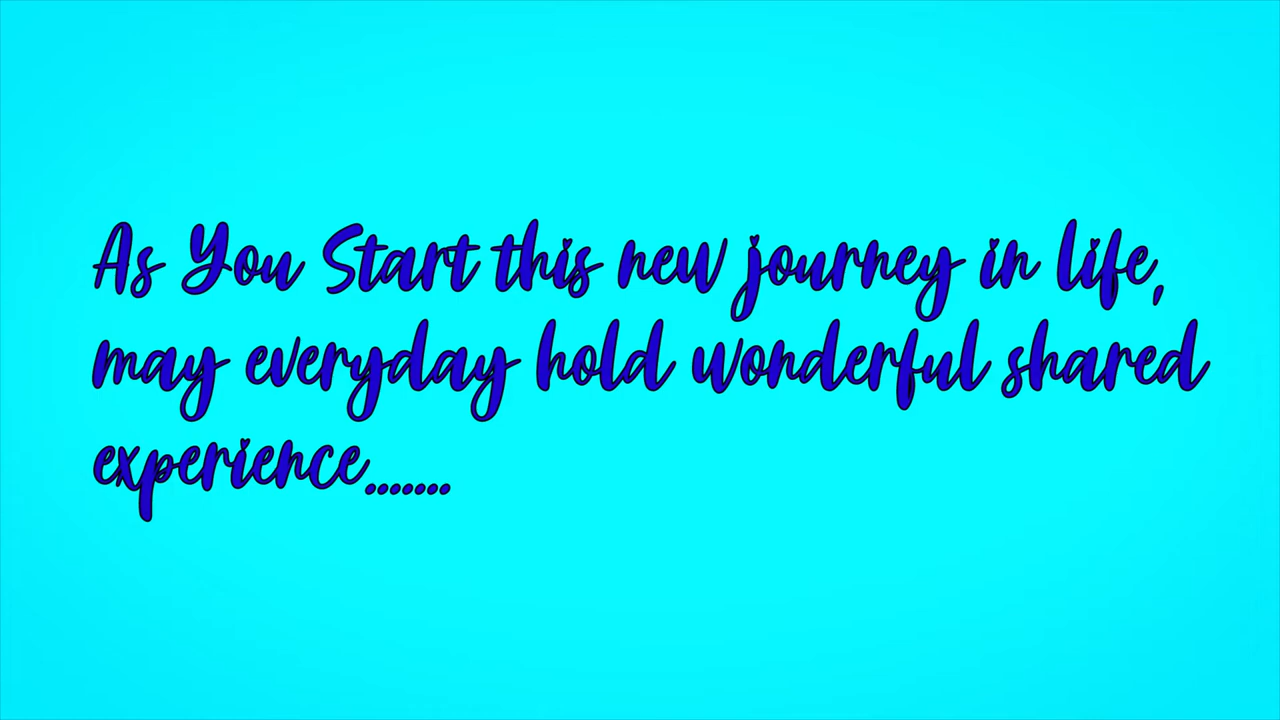 As You Start this new journey in life,
may everyday hold wonderful shared
experience.......